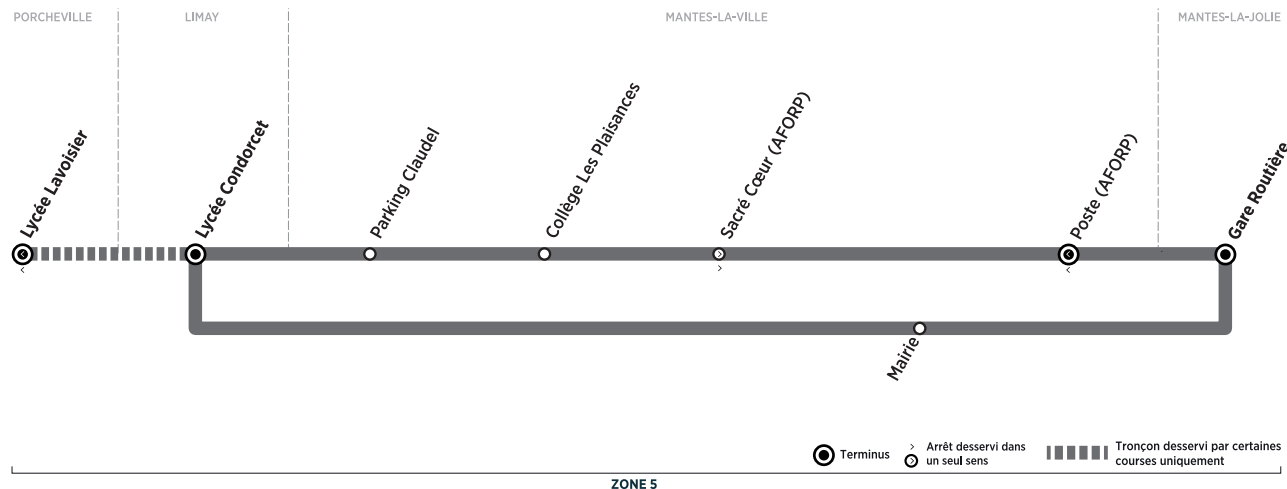 PORCHEVILLE
LIMAY
MANTES-LA-VILLE
MANTES-LA-JOLIE
Lycée Lavoisier
Lycée Condorcet
Parking Claudel
Collège Les Plaisances
Sacré Cœur (AFORP)
Poste (AFORP)
Gare Routière
Mairie
Terminus
Arrêt desservi dans
un seul sens
Tronçon desservi par certaines
courses uniquement
ZONE 5